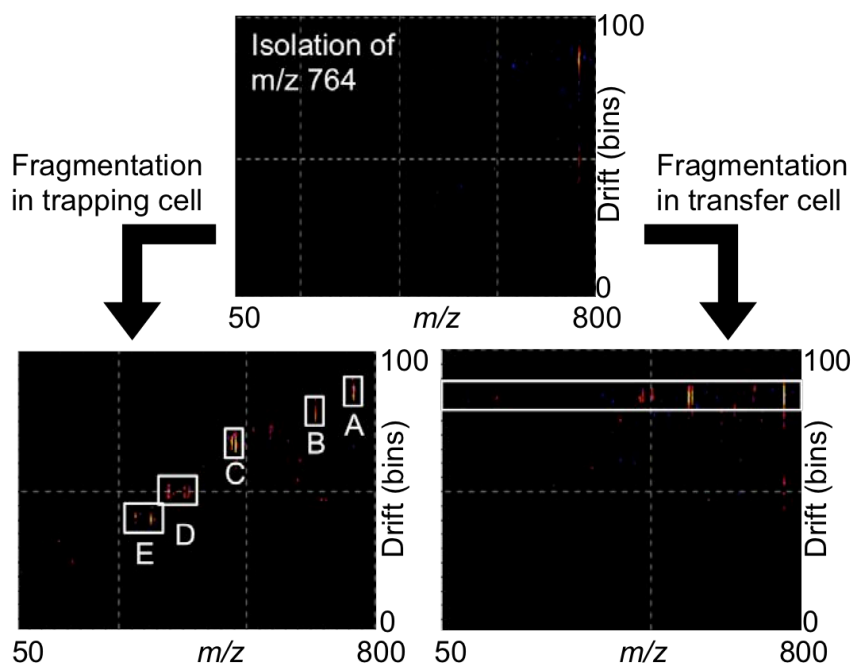 Isolation of
m/z 764
100
Drift (bins)
0
50 m/z 800
Fragmentation
in trapping cell
Fragmentation
in transfer cell
100
Drift (bins)
0
A
B
C
D
E
50 m/z 800
100
Drift (bins)
0
50 m/z 800